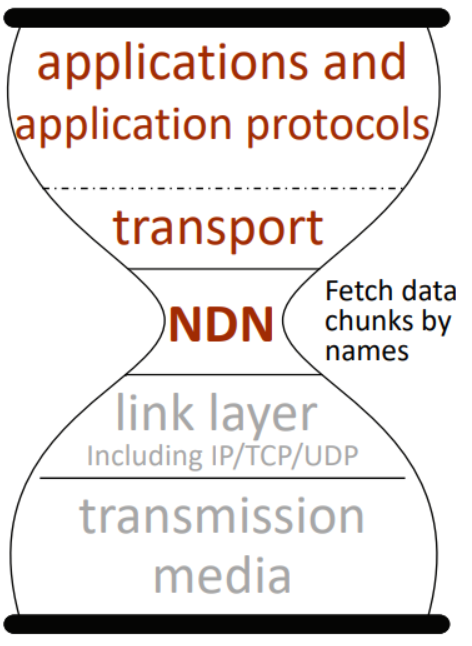 applications and
application protocols
transport
NDN
Fetch data
chunks by
names
link layer
Including IP/TCP/UDP
transmission
media